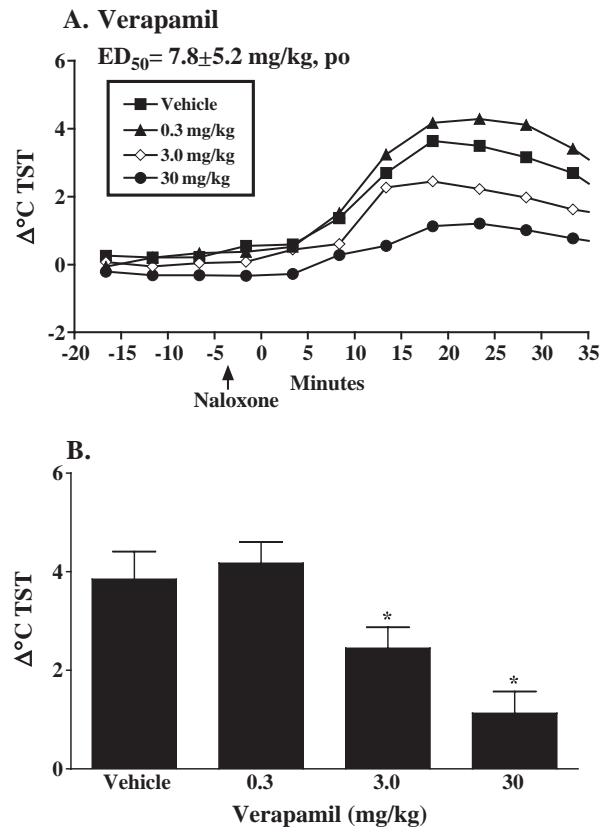 A. Verapamil
ED50= 7.8±5.2 mg/kg, po
6
4
2
0
-2
Δ°C TST
Vehicle
0.3 mg/kg
3.0 mg/kg
30 mg/kg
-20 -15 -10 -5 0 5 10 15 20 25 30 35
Minutes
Naloxone
B.
6
4
2
0
Δ°C TST
* *
Vehicle 0.3 3.0 30
Verapamil (mg/kg)